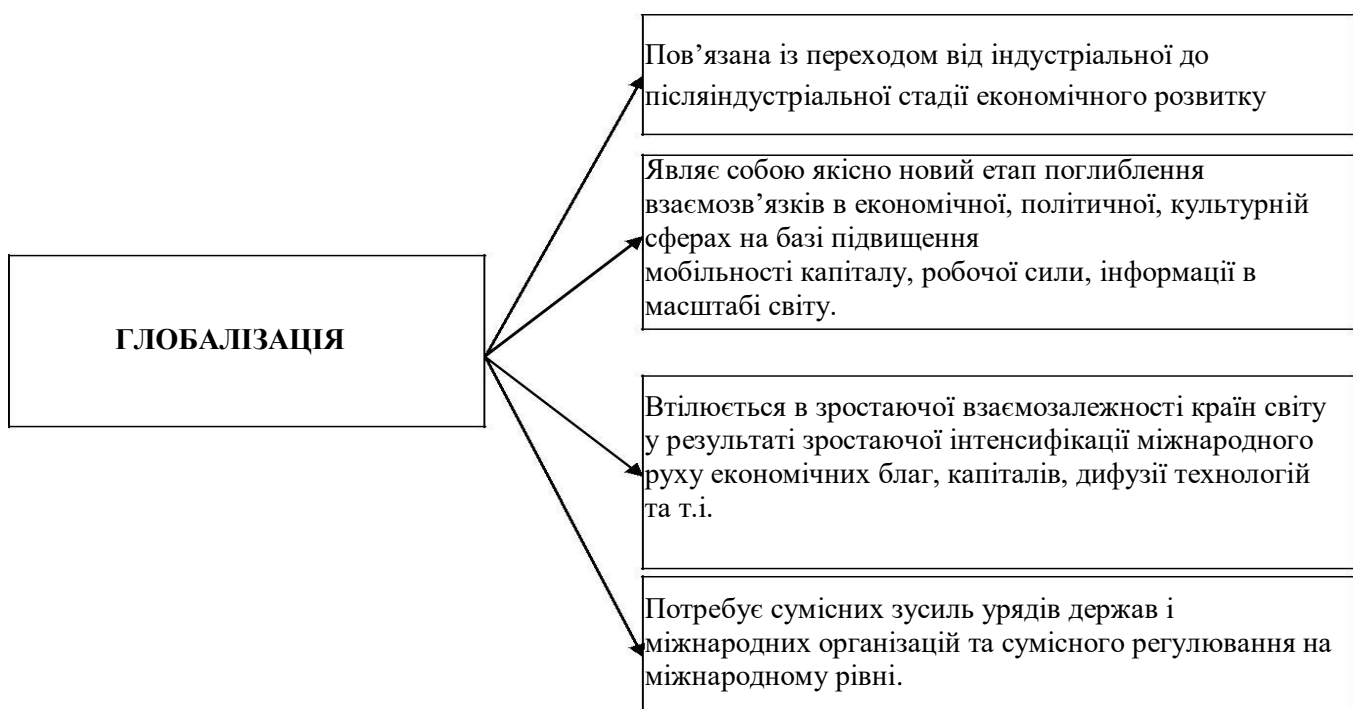 ГЛОБАЛІЗАЦІЯ
Пов’язана із переходом від індустріальної до
післяіндустріальної стадії економічного розвитку
Являє собою якісно новий етап поглиблення
взаємозв’язків в економічної, політичної, культурній
сферах на базі підвищення
мобільності капіталу, робочої сили, інформації в
масштабі світу.
Втілюється в зростаючої взаємозалежності країн світу
у результаті зростаючої інтенсифікації міжнародного
руху економічних благ, капіталів, дифузії технологій
та т.і.
Потребує сумісних зусиль урядів держав і
міжнародних організацій та сумісного регулювання на
міжнародному рівні.